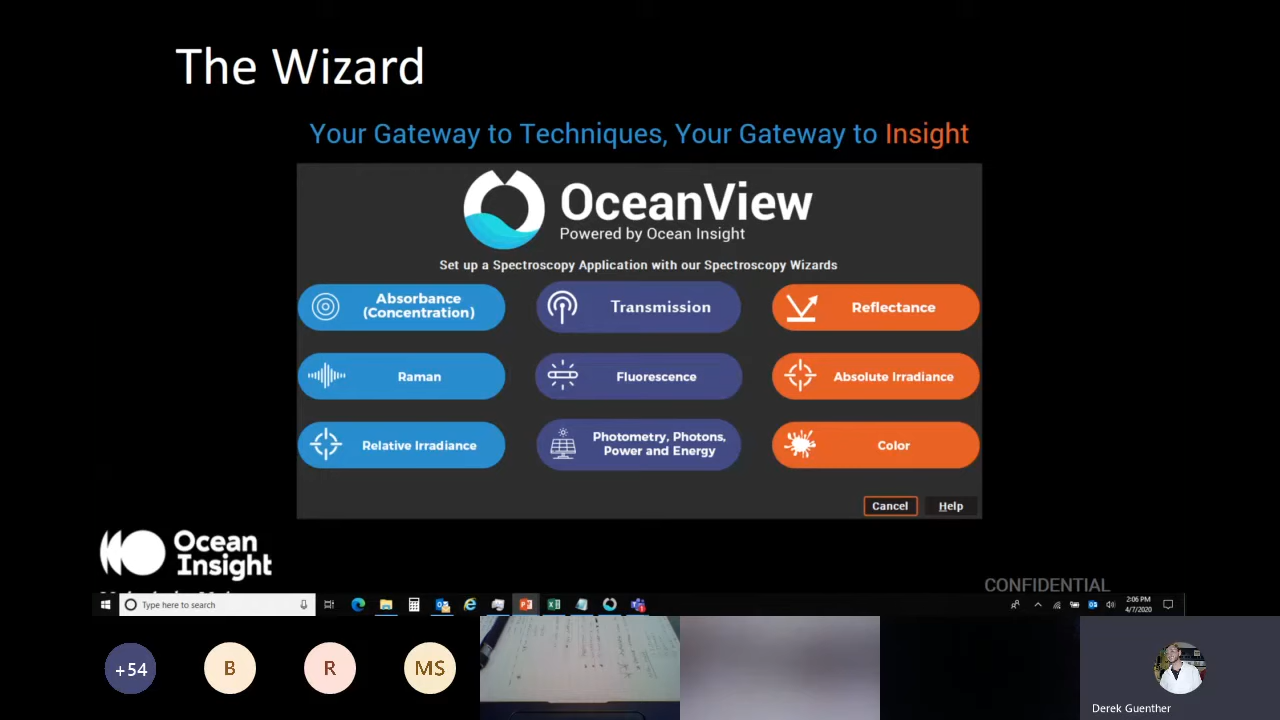 The Wizard
Your Gateway to Techniques, Your Gateway to Insight
OceanView
Powered by Ocean Insight
Set up a Spectroscopy Application with our Spectroscopy Wizards
Absorbance
(Concentration)
Transmission
Reflectance
Raman
Fluorescence
Absolute Irradiance
Relative Irradiance
Photometry, Photons,
Power and Energy
Color
Cancel
Help
Ocean
Insight
CONFIDENTIAL
Type here to search
2:06 PM
4/7/2020
+54
B
R
MS
Derek Guenther